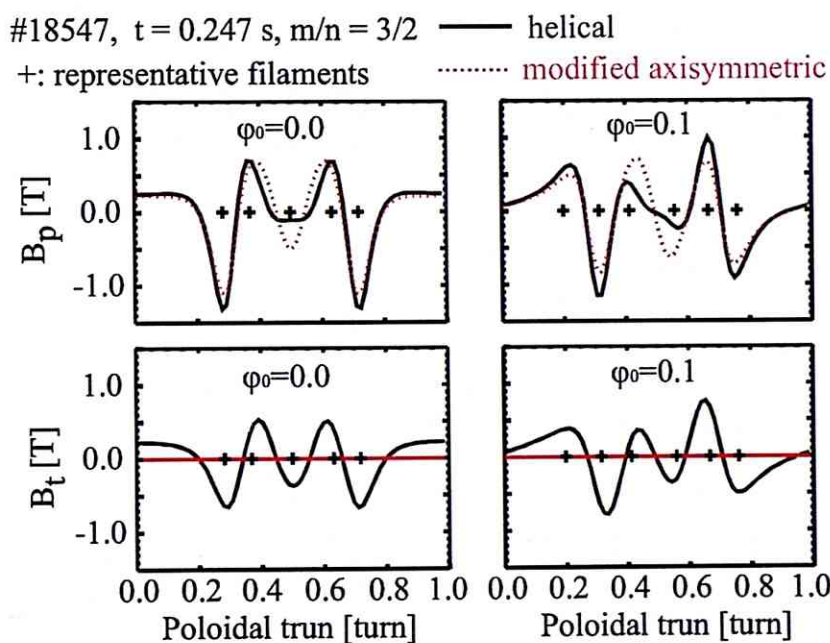 #18547, t = 0.247 s, m/n = 3/2 helical
+: representative filaments modified axisymmetric
φ₀=0.0 φ₀=0.1
1.0
0.0
-1.0
Bp [T]
φ₀=0.0 φ₀=0.1
1.0
0.0
-1.0
Bt [T]
0.0 0.2 0.4 0.6 0.8 1.0 0.0 0.2 0.4 0.6 0.8 1.0
Poloidal trun [turn] Poloidal trun [turn]